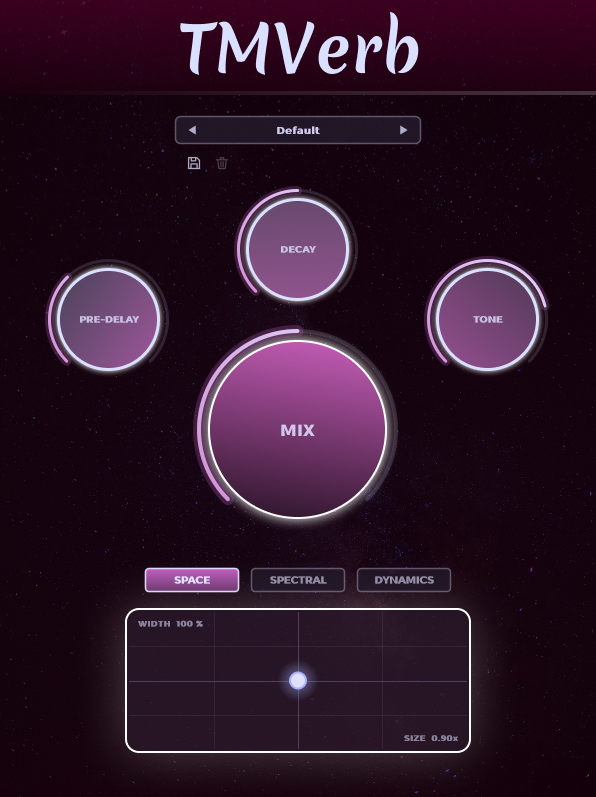 TMVerb
Default
DECAY
PRE-DELAY
TONE
MIX
SPACE
SPECTRAL
DYNAMICS
WIDTH 100 %
SIZE 0.90x